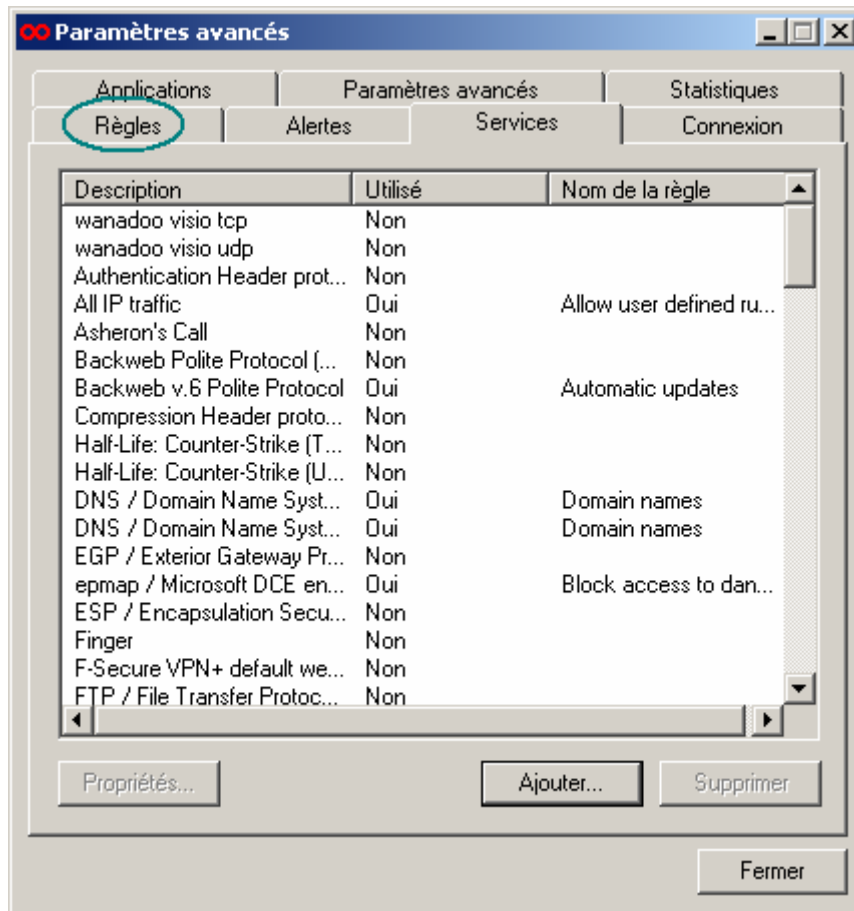 Paramètres avancés
Applications Paramètres avancés Statistiques
Règles Alertes Services Connexion
Description Utilisé Nom de la règle
wanadoo visio tcp Non
wanadoo visio udp Non
Authentication Header prot... Non
All IP traffic Oui Allow user defined ru...
Asheron's Call Non
Backweb Polite Protocol (... Non
Backweb v.6 Polite Protocol Oui Automatic updates
Compression Header proto... Non
Half-Life: Counter-Strike (T... Non
Half-Life: Counter-Strike (U... Non
DNS / Domain Name Syst... Oui Domain names
DNS / Domain Name Syst... Oui Domain names
EGP / Exterior Gateway Pr... Non
epmap / Microsoft DCE en... Oui Block access to dan...
ESP / Encapsulation Secu... Non
Finger Non
F-Secure VPN+ default we... Non
FTP / File Transfer Protoc... Non
Propriétés... Ajouter... Supprimer
Fermer